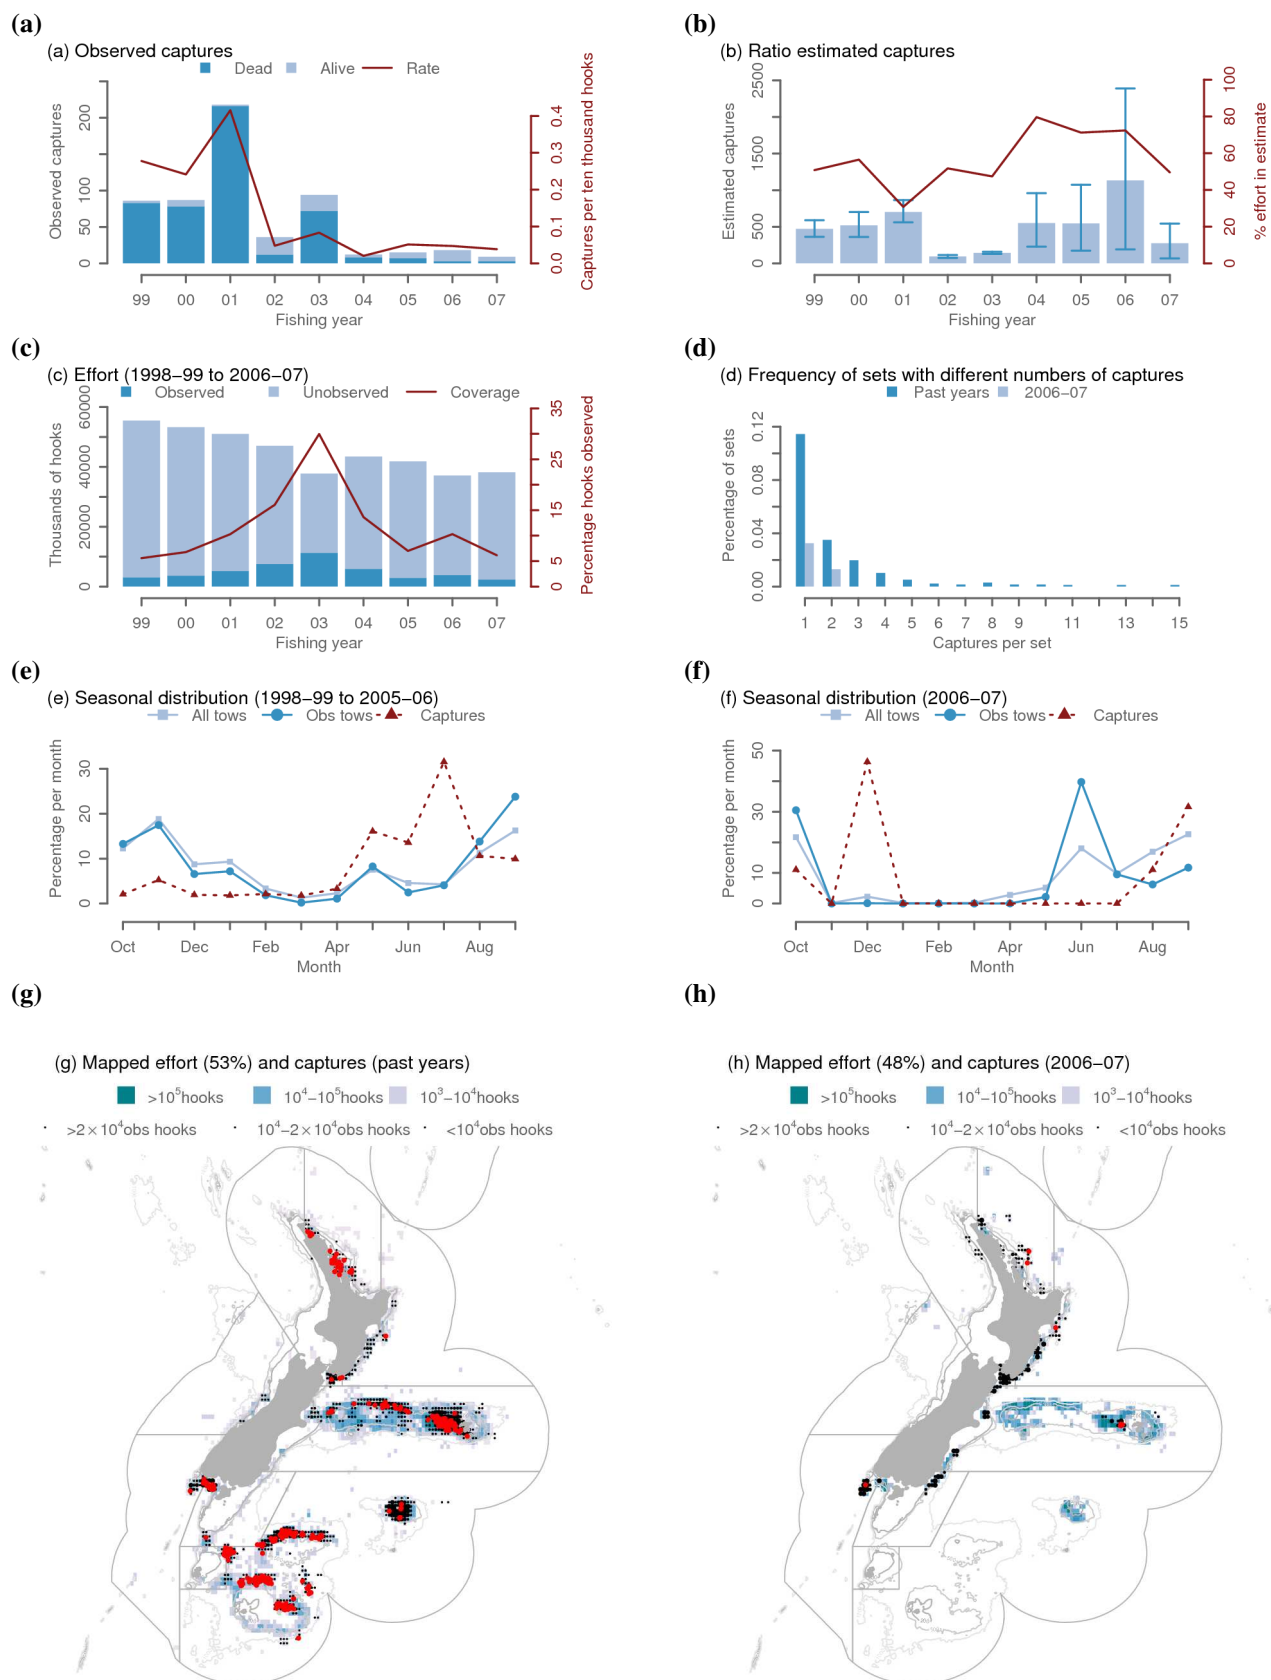 (a)
(b)
(a) Observed captures
Dead Alive Rate
Observed captures
0 50 100 200
0.0 0.1 0.2 0.3 0.4
Captures per ten thousand hooks
99 00 01 02 03 04 05 06 07
Fishing year
(b) Ratio estimated captures
Estimated captures
0 500 1500 2500
0 20 40 60 80 100
% effort in estimate
99 00 01 02 03 04 05 06 07
Fishing year
(c)
(d)
(c) Effort (1998–99 to 2006–07)
Observed Unobserved Coverage
Thousands of hooks
0 20000 40000 60000
0 5 15 25 35
Percentage hooks observed
99 00 01 02 03 04 05 06 07
Fishing year
(d) Frequency of sets with different numbers of captures
Past years 2006–07
Percentage of sets
0.00 0.04 0.08 0.12
1 2 3 4 5 6 7 8 9 11 13 15
Captures per set
(e)
(f)
(e) Seasonal distribution (1998–99 to 2005–06)
All tows Obs tows Captures
Percentage per month
0 10 20 30
Oct Dec Feb Apr Jun Aug
Month
(f) Seasonal distribution (2006–07)
All tows Obs tows Captures
Percentage per month
0 10 30 50
Oct Dec Feb Apr Jun Aug
Month
(g)
(h)
(g) Mapped effort (53%) and captures (past years)
>10⁵hooks 10⁴–10⁵hooks 10³–10⁴hooks
>2×10⁴obs hooks 10⁴–2×10⁴obs hooks <10⁴obs hooks
(h) Mapped effort (48%) and captures (2006–07)
>10⁵hooks 10⁴–10⁵hooks 10³–10⁴hooks
>2×10⁴obs hooks 10⁴–2×10⁴obs hooks <10⁴obs hooks